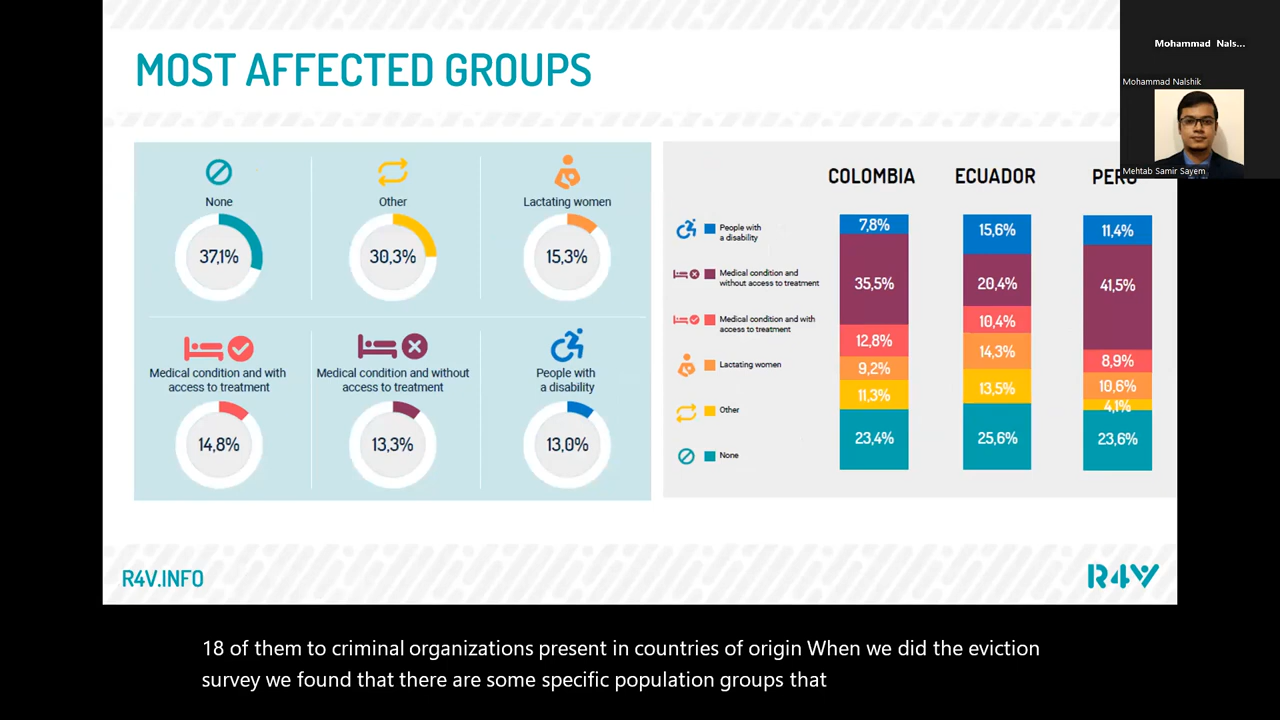 MOST AFFECTED GROUPS
Mohammad Nals...
Mohammad Nalshik
Mehtab Samir Sayem
None
37,1%
Other
30,3%
Lactating women
15,3%
Medical condition and with
access to treatment
14,8%
Medical condition and without
access to treatment
13,3%
People with
a disability
13,0%
COLOMBIA
ECUADOR
PERU
People with
a disability
7,8%
15,6%
11,4%
Medical condition and
without access to treatment
35,5%
20,4%
41,5%
Medical condition and with
access to treatment
12,8%
10,4%
8,9%
Lactating women
9,2%
14,3%
10,6%
Other
11,3%
13,5%
4,1%
None
23,4%
25,6%
23,6%
R4V.INFO
R4V
18 of them to criminal organizations present in countries of origin When we did the eviction
survey we found that there are some specific population groups that